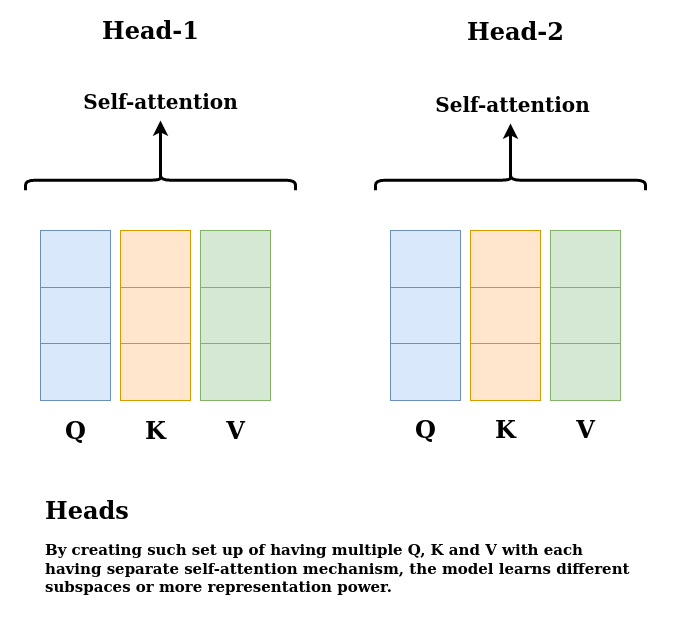 Head-1
Head-2
Self-attention
Self-attention
Q K V
Q K V
Heads
By creating such set up of having multiple Q, K and V with each
having separate self-attention mechanism, the model learns different
subspaces or more representation power.